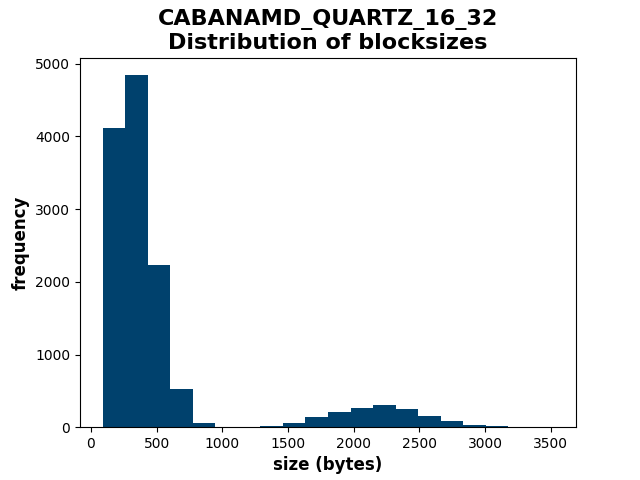 CABANAMD_QUARTZ_16_32
Distribution of blocksizes
5000
4000
3000
2000
1000
0
frequency
0 500 1000 1500 2000 2500 3000 3500
size (bytes)